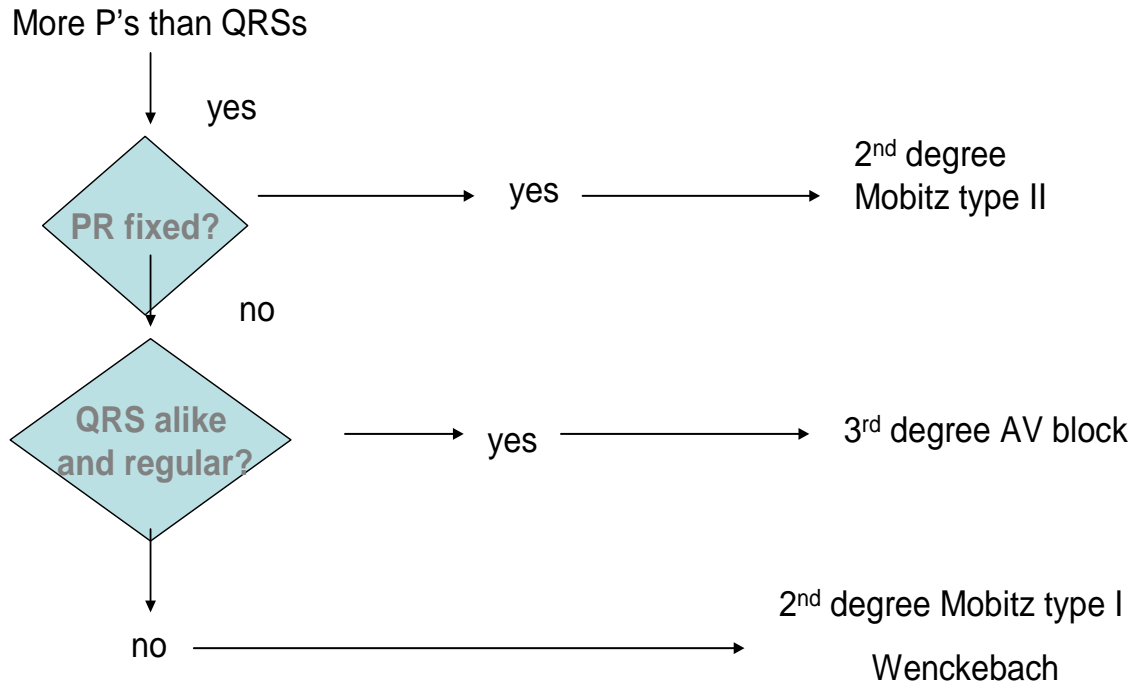 More P's than QRSs
yes
PR fixed?
yes
2nd degree
Mobitz type II
no
QRS alike
and regular?
yes
3rd degree AV block
no
2nd degree Mobitz type I
Wenckebach